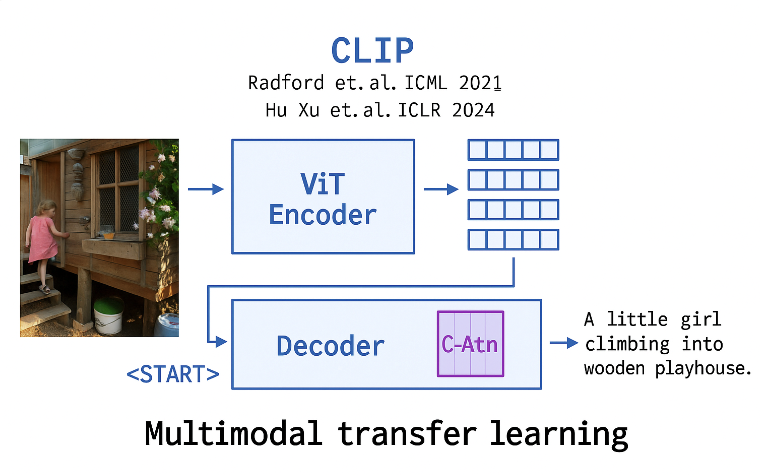 CLIP
Radford et.al. ICML 2021
Hu Xu et.al. ICLR 2024
ViT
Encoder
Decoder
C-Atn
<START>
A little girl
climbing into
wooden playhouse.
Multimodal transfer learning